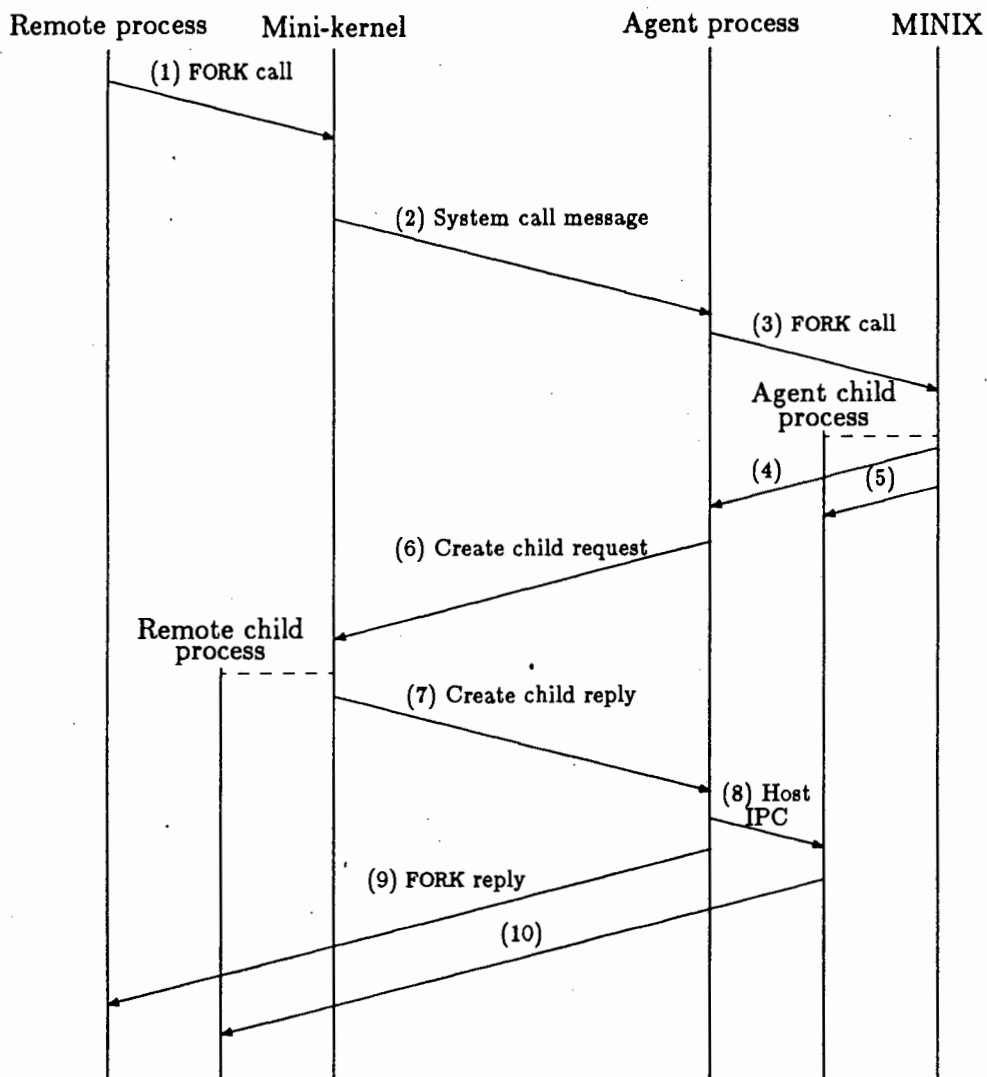 Remote process Mini-kernel Agent process MINIX
(1) FORK call
(2) System call message
(3) FORK call
Agent child
process
(4)
(5)
(6) Create child request
Remote child
process
(7) Create child reply
(8) Host
IPC
(9) FORK reply
(10)